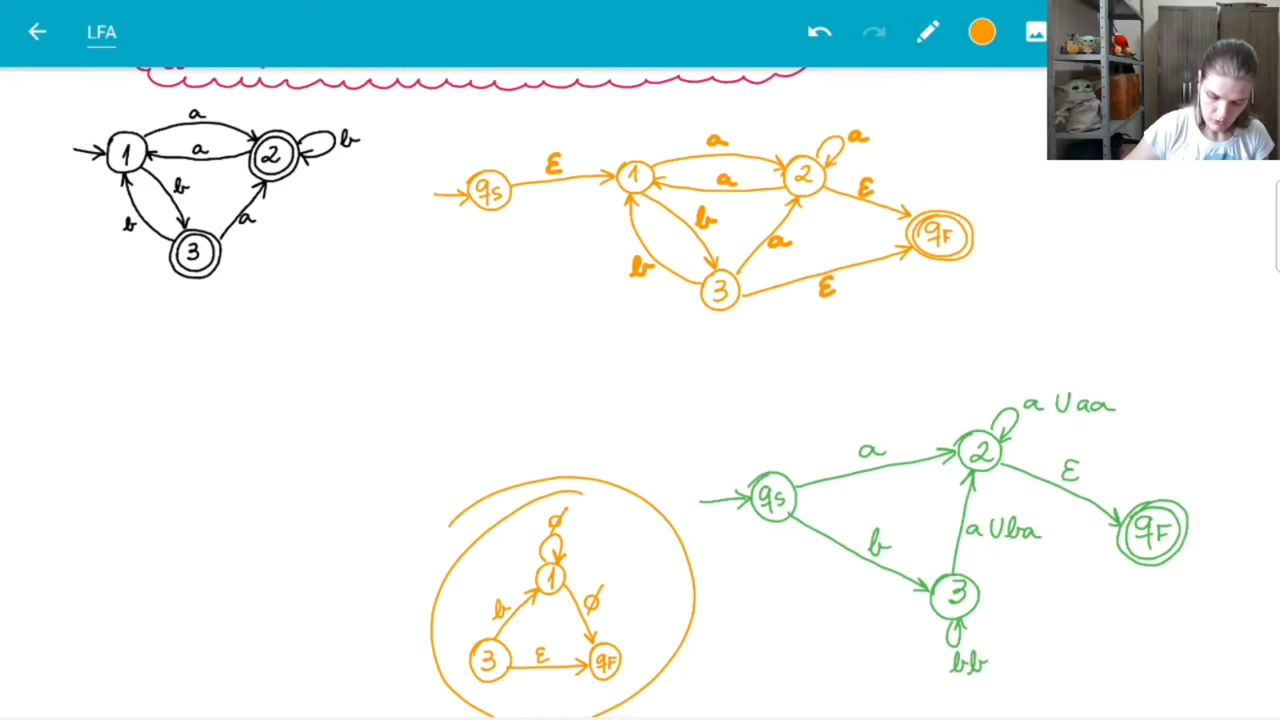 LFA
a
1 a 2 b
b b a
3
qs ε 1 a 2 a
a ε
b a qF
b 3 ε
a ∪ aa
a 2 ε
qs a ∪ ba qF
b 3
bb
ø
1
b ø
3 ε qF